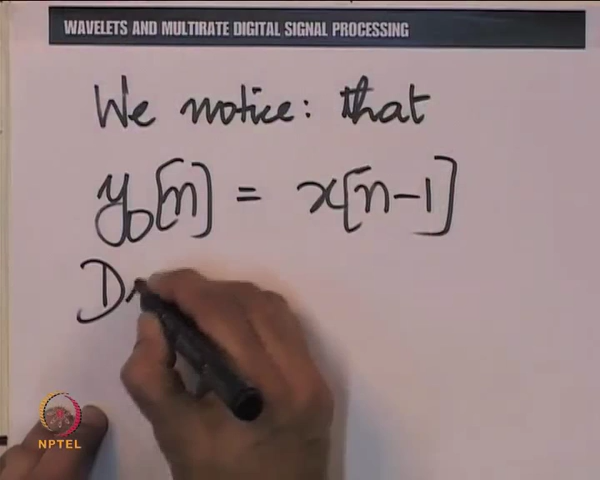 WAVELETS AND MULTIRATE DIGITAL SIGNAL PROCESSING
We notice: that
y₀[n] = x[n-1]
D
NPTEL